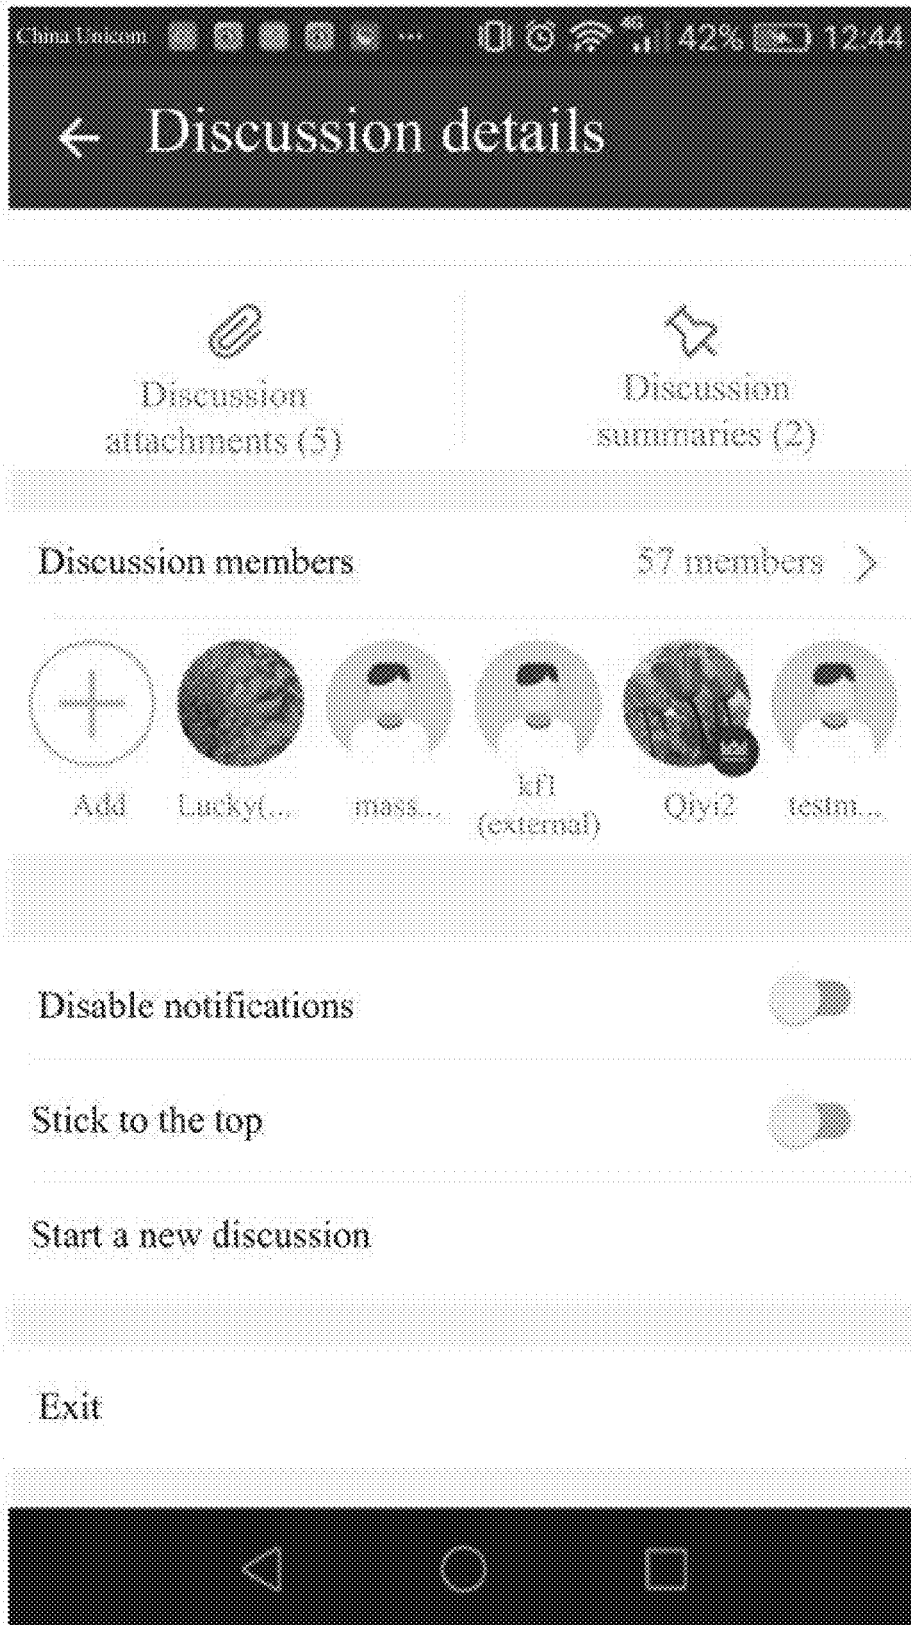 China Unicom 4G 42% 12:44
Discussion details
Discussion
attachments (5)
Discussion
summaries (2)
Discussion members 57 members
Add Lucky(... mass... kf1
(external) Qiyi2 testm...
Disable notifications
Stick to the top
Start a new discussion
Exit